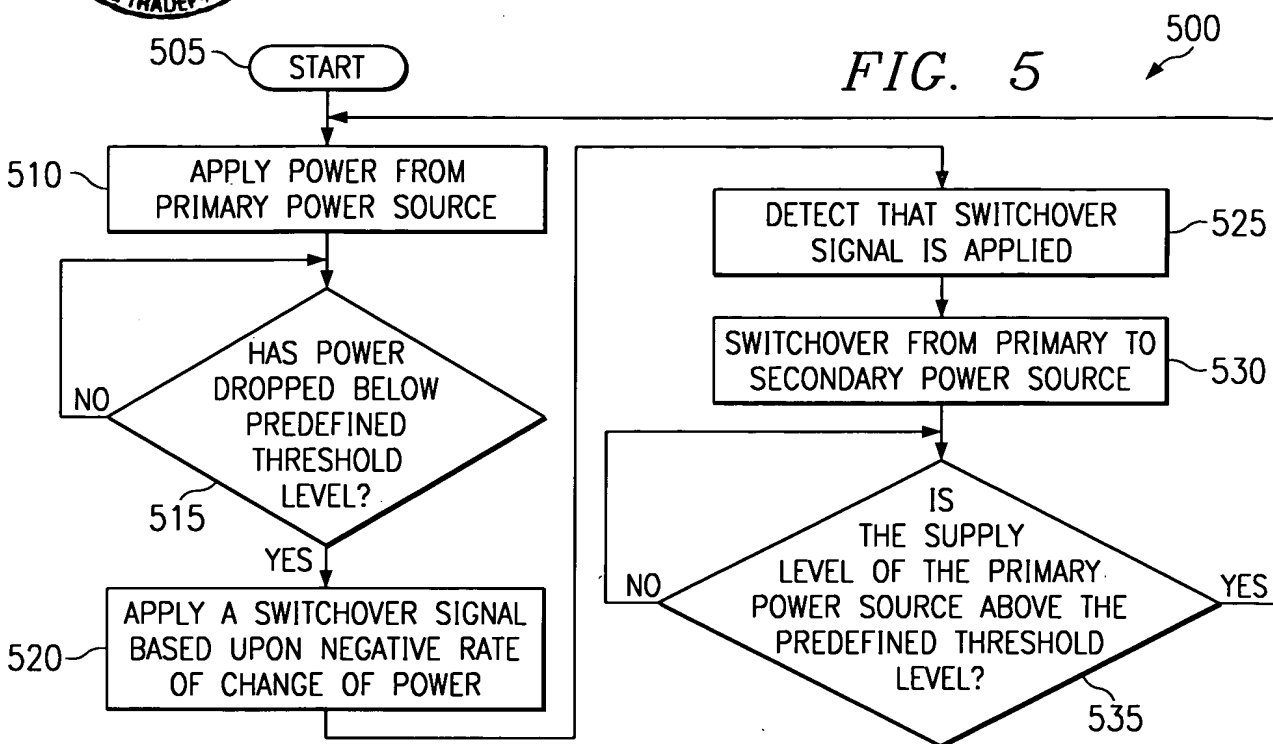 TRADE
505
START
FIG. 5
500
510
APPLY POWER FROM
PRIMARY POWER SOURCE
NO
HAS POWER
DROPPED BELOW
PREDEFINED
THRESHOLD
LEVEL?
515
YES
520
APPLY A SWITCHOVER SIGNAL
BASED UPON NEGATIVE RATE
OF CHANGE OF POWER
DETECT THAT SWITCHOVER
SIGNAL IS APPLIED
525
SWITCHOVER FROM PRIMARY TO
SECONDARY POWER SOURCE
530
NO
IS
THE SUPPLY
LEVEL OF THE PRIMARY
POWER SOURCE ABOVE THE
PREDEFINED THRESHOLD
LEVEL?
YES
535